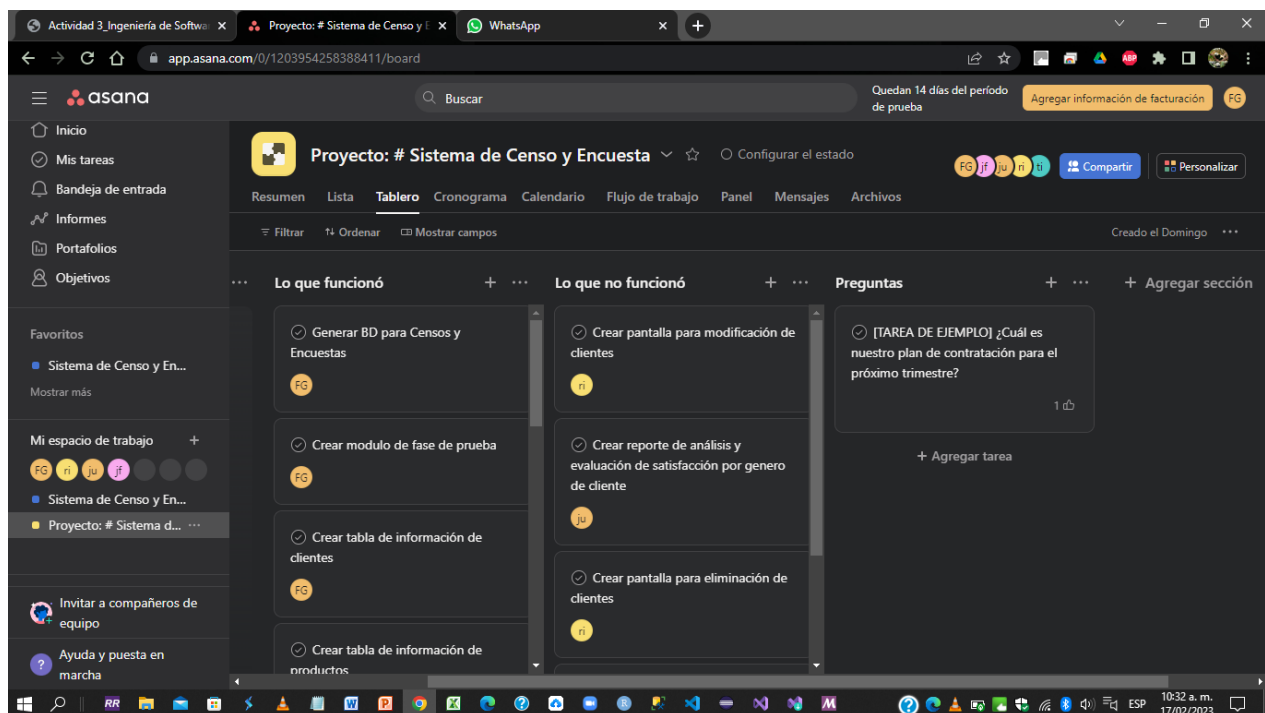 Actividad 3_Ingeniería de Softwa
Proyecto: # Sistema de Censo y E
WhatsApp
app.asana.com/0/1203954258388411/board
ABP
asana
Buscar
Quedan 14 días del período
de prueba
Agregar información de facturación
FG
Inicio
Mis tareas
Bandeja de entrada
Informes
Portafolios
Objetivos
Favoritos
Sistema de Censo y En...
Mostrar más
Mi espacio de trabajo +
FG ri ju jf
Sistema de Censo y En...
Proyecto: # Sistema d... ...
Invitar a compañeros de
equipo
? Ayuda y puesta en
marcha
Proyecto: # Sistema de Censo y Encuesta
Configurar el estado
FG jf ju ri ti
Compartir
Personalizar
Resumen Lista Tablero Cronograma Calendario Flujo de trabajo Panel Mensajes Archivos
Filtrar Ordenar Mostrar campos
Creado el Domingo ...
... Lo que funcionó + ...
Generar BD para Censos y
Encuestas
FG
Crear modulo de fase de prueba
FG
Crear tabla de información de
clientes
FG
Crear tabla de información de
productos
Lo que no funcionó + ...
Crear pantalla para modificación de
clientes
ri
Crear reporte de análisis y
evaluación de satisfacción por genero
de cliente
ju
Crear pantalla para eliminación de
clientes
ri
Preguntas + ...
[TAREA DE EJEMPLO] ¿Cuál es
nuestro plan de contratación para el
próximo trimestre?
1
+ Agregar tarea
+ Agregar sección
RR
ESP
10:32 a. m.
17/02/2023